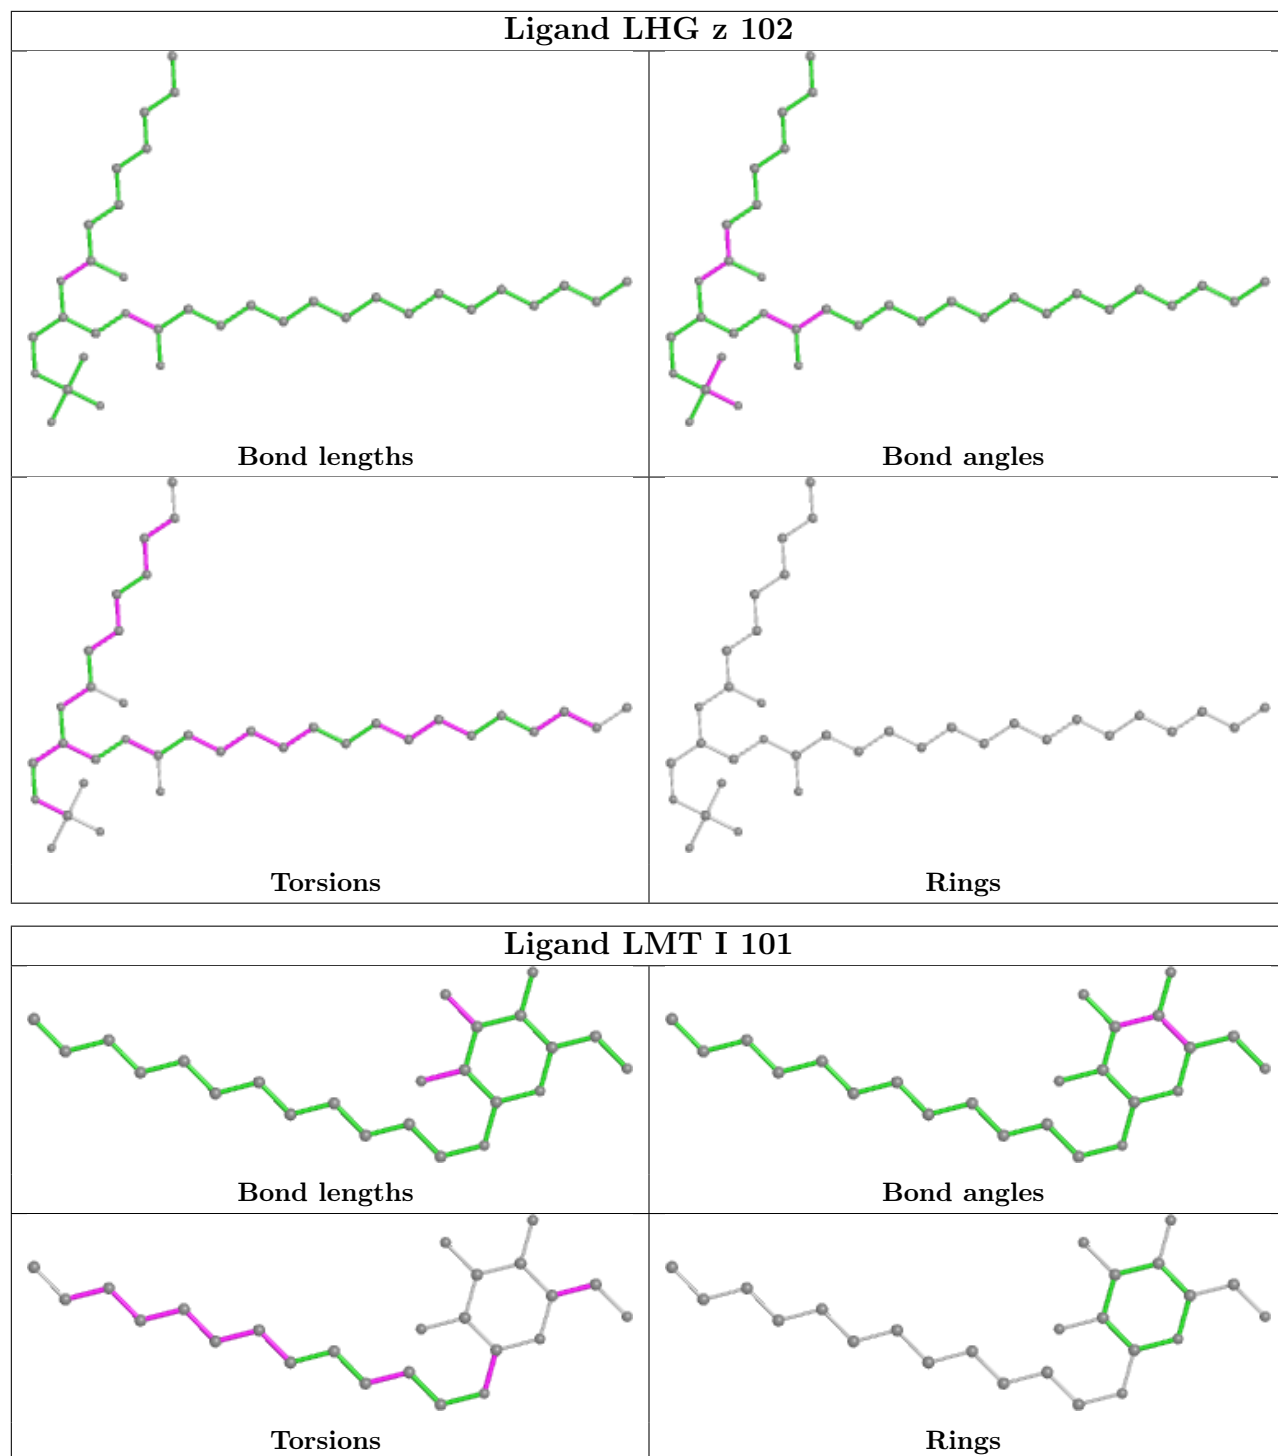 Ligand LHG z 102
Bond lengths
Bond angles
Torsions
Rings
Ligand LMT I 101
Bond lengths
Bond angles
Torsions
Rings